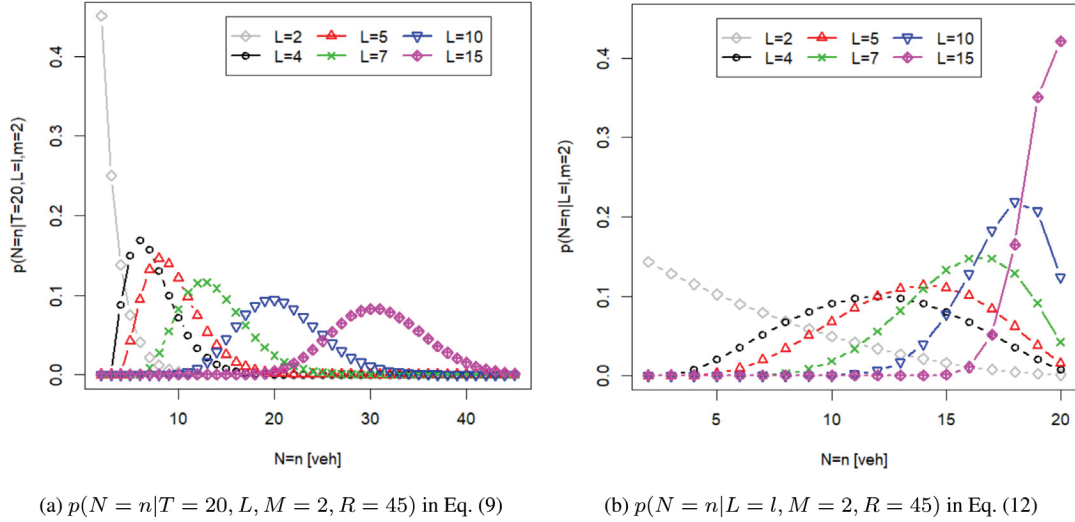 L=2 L=5 L=10
L=4 L=7 L=15
p(N=n|T=20,L=l,m=2)
0.4
0.3
0.2
0.1
0.0
10 20 30 40
N=n [veh]
(a) p(N = n|T = 20, L, M = 2, R = 45) in Eq. (9)
L=2 L=5 L=10
L=4 L=7 L=15
p(N=n|L=l,m=2)
0.4
0.3
0.2
0.1
0.0
5 10 15 20
N=n [veh]
(b) p(N = n|L = l, M = 2, R = 45) in Eq. (12)